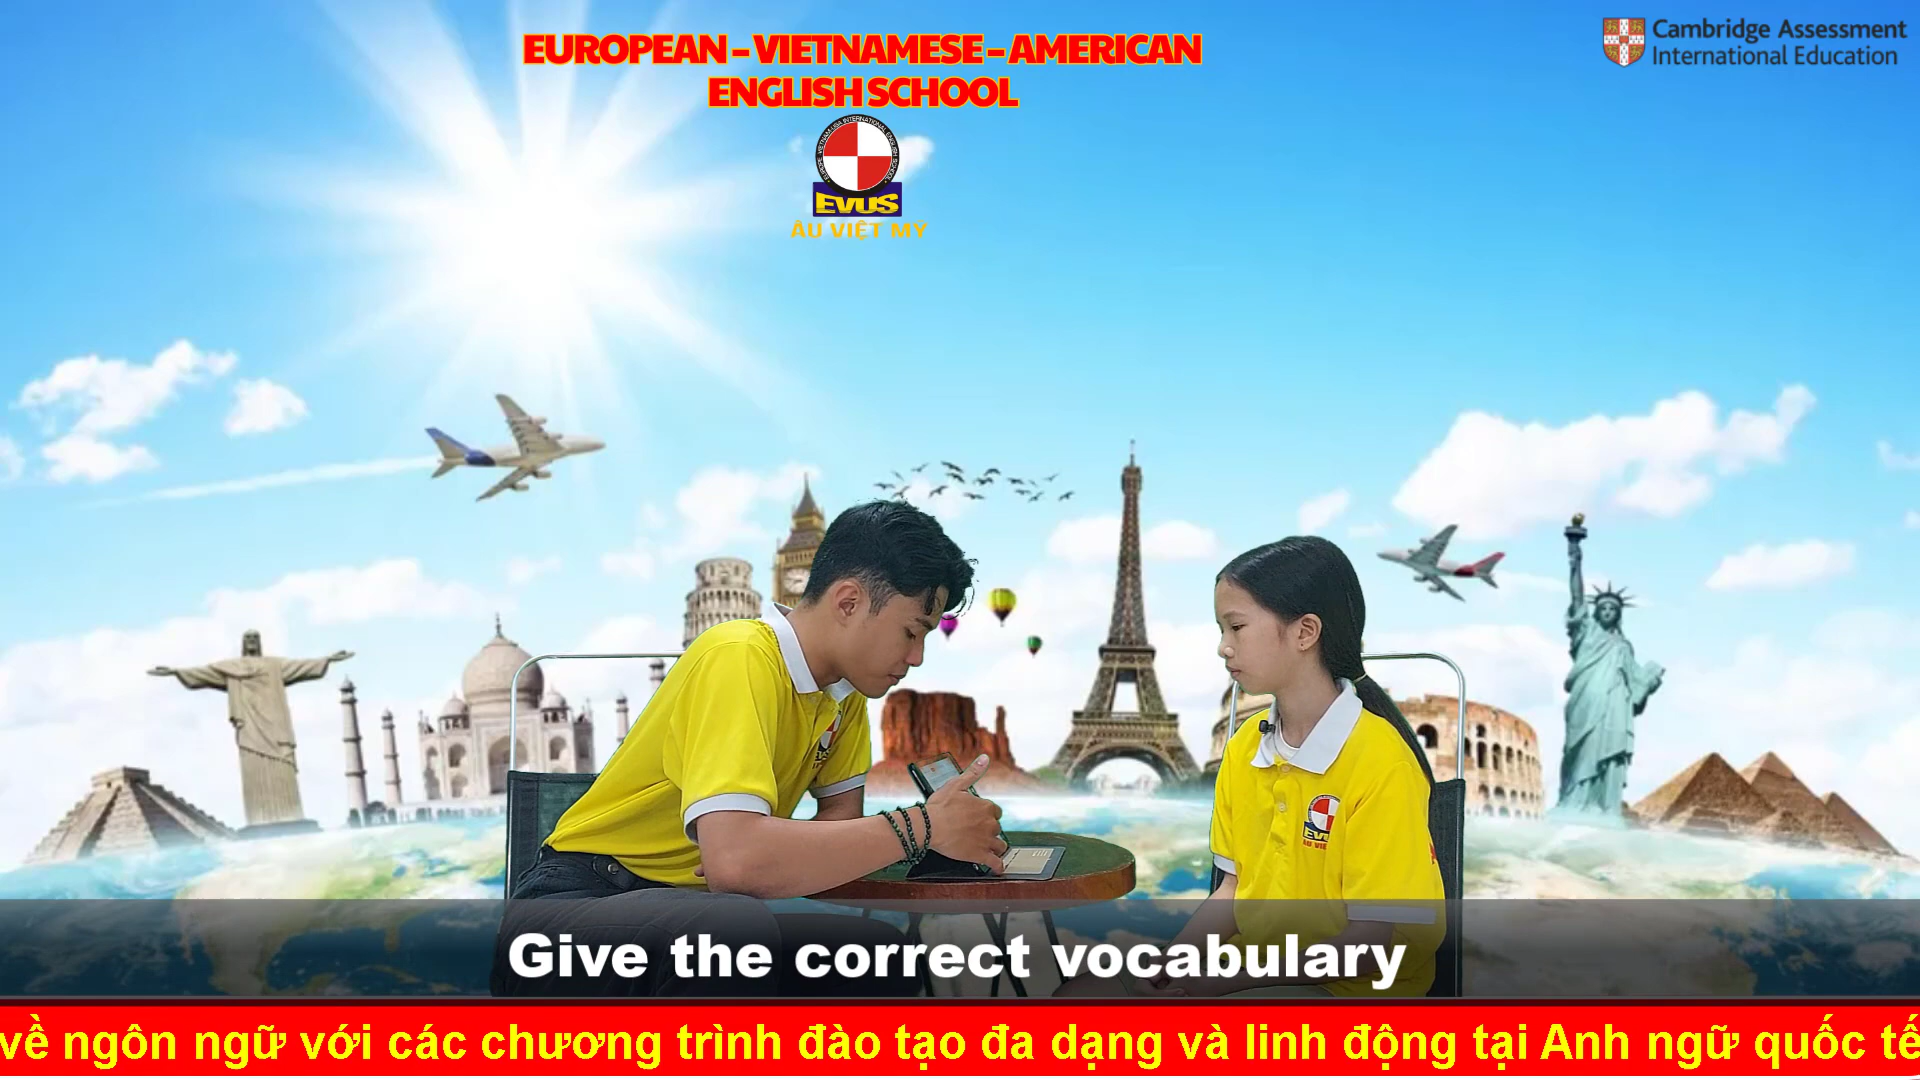 EUROPEAN – VIETNAMESE – AMERICAN
ENGLISH SCHOOL
Cambridge Assessment
International Education
EVUS
ÂU VIỆT MỸ
Give the correct vocabulary
về ngôn ngữ với các chương trình đào tạo đa dạng và linh động tại Anh ngữ quốc tế